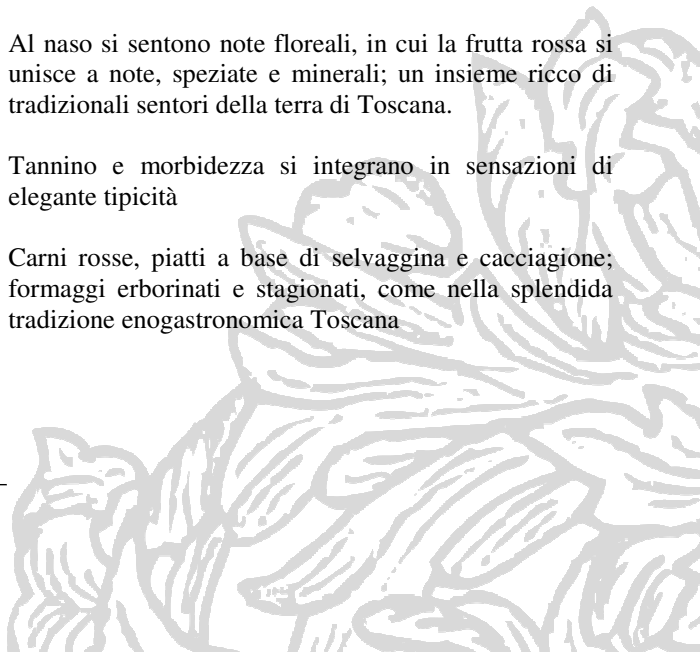 Al naso si sentono note floreali, in cui la frutta rossa si
unisce a note, speziate e minerali; un insieme ricco di
tradizionali sentori della terra di Toscana.
Tannino e morbidezza si integrano in sensazioni di
elegante tipicità
Carni rosse, piatti a base di selvaggina e cacciagione;
formaggi erborinati e stagionati, come nella splendida
tradizione enogastronomica Toscana